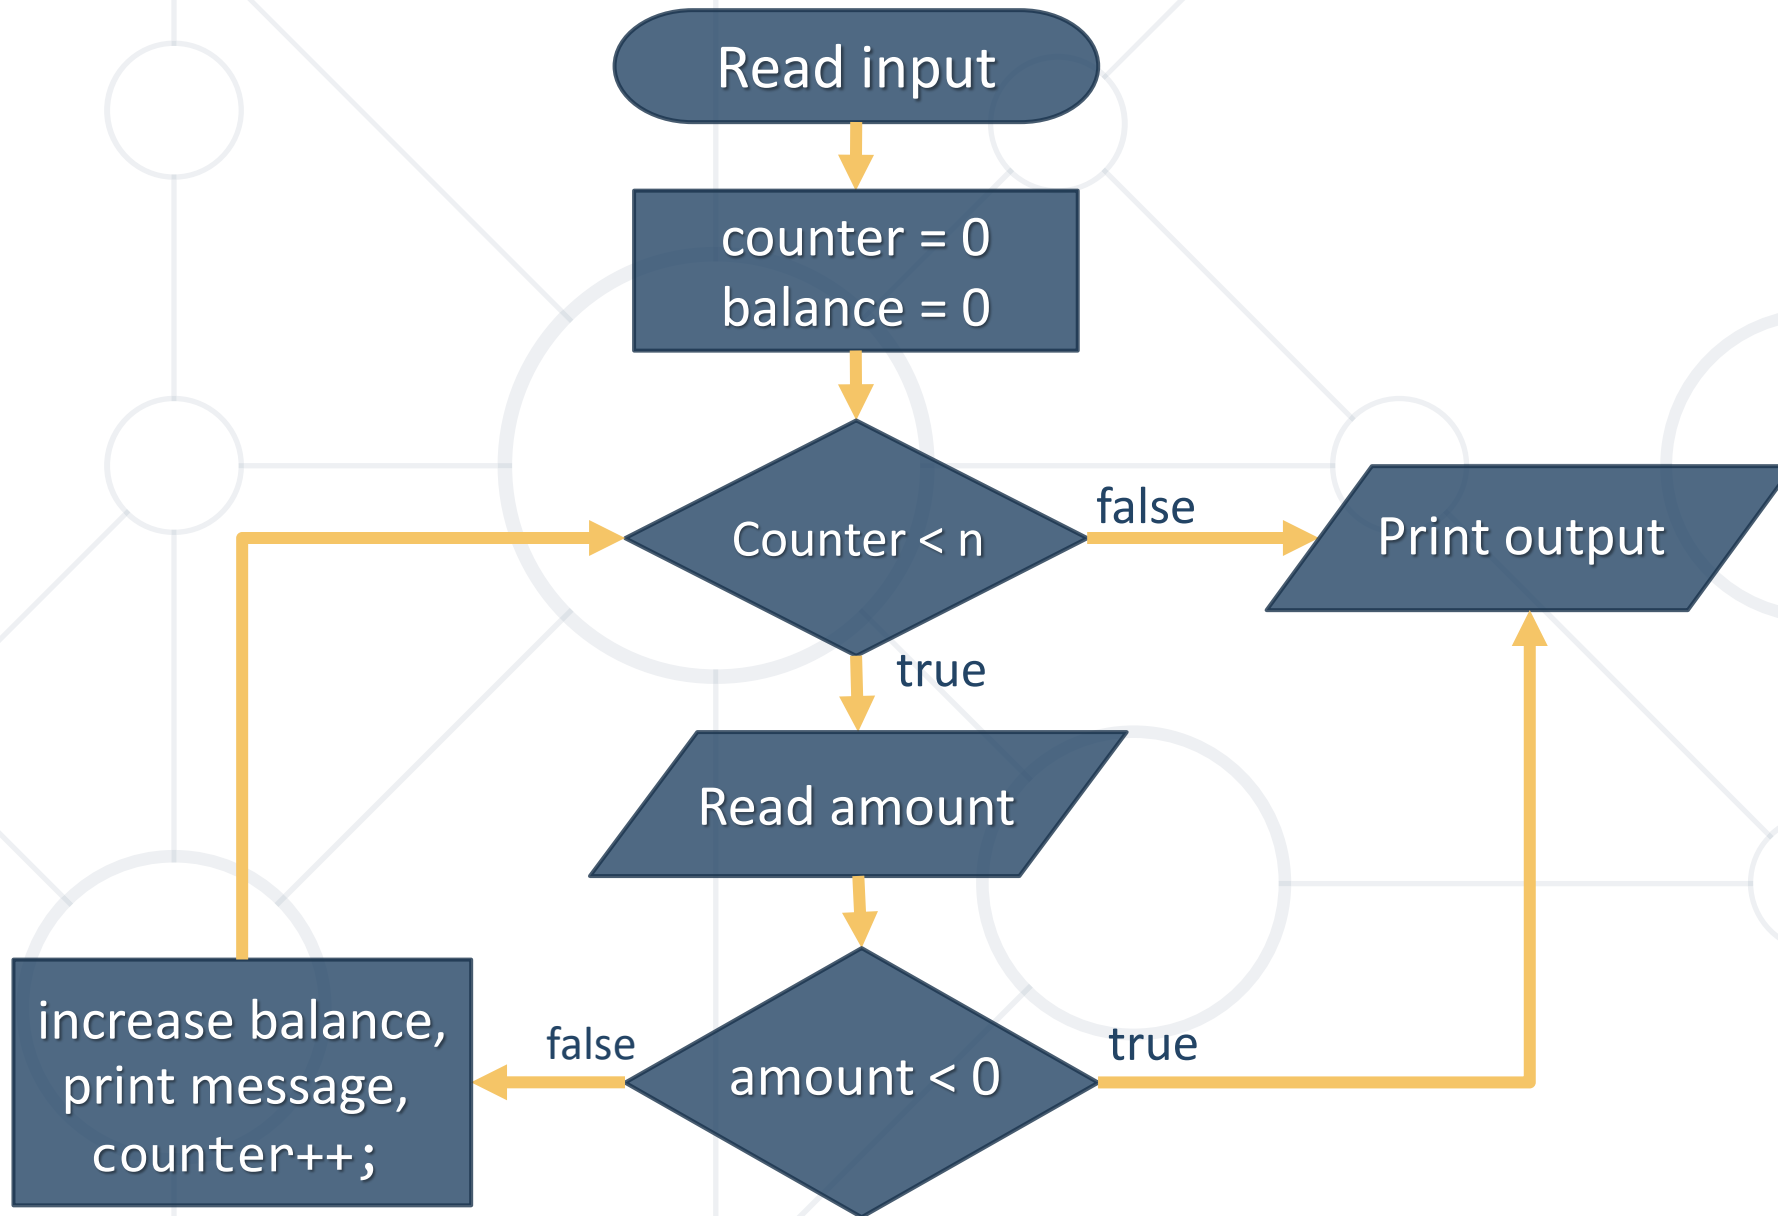 Read input
counter = 0
balance = 0
Counter < n
false
Print output
true
Read amount
amount < 0
false
true
increase balance,
print message,
counter++;